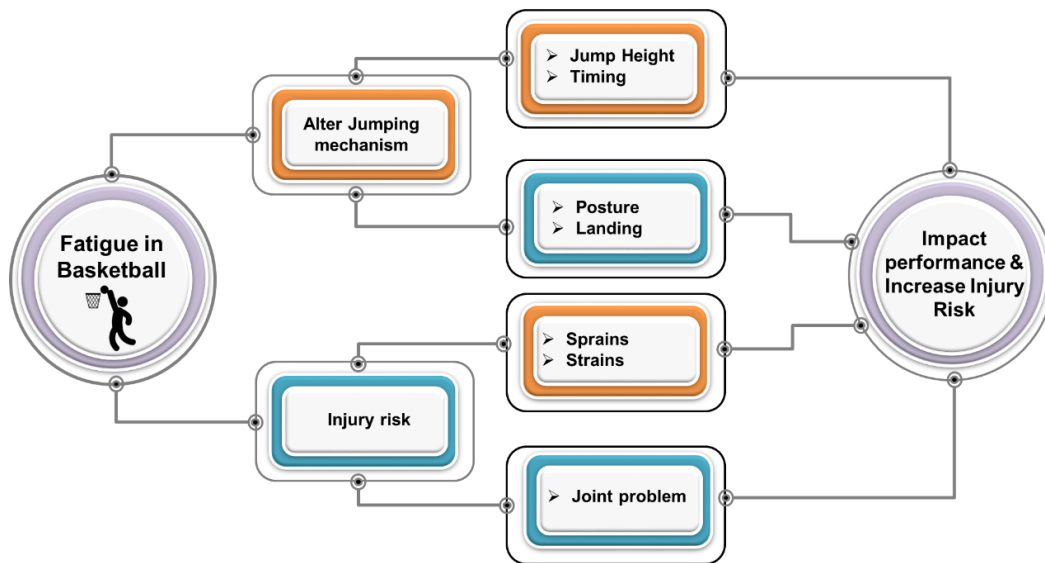 Fatigue in
Basketball
Alter Jumping
mechanism
Injury risk
➢ Jump Height
➢ Timing
➢ Posture
➢ Landing
➢ Sprains
➢ Strains
➢ Joint problem
Impact
performance &
Increase Injury
Risk